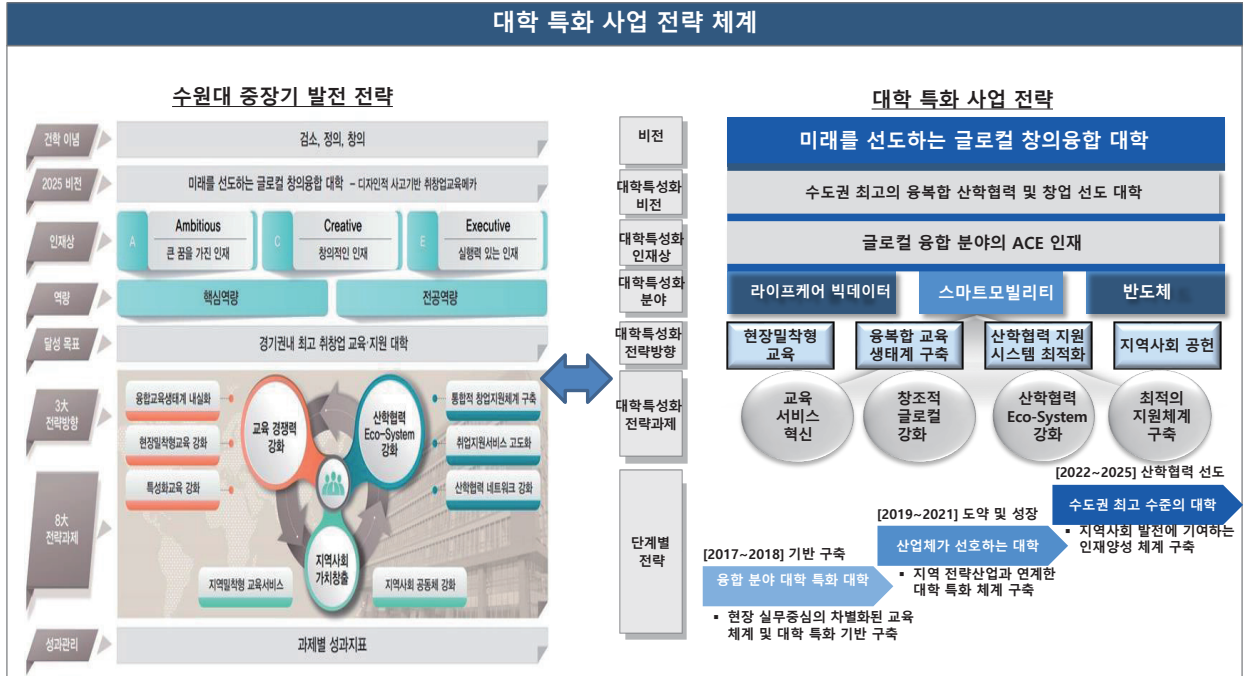 대학 특화 사업 전략 체계
수원대 중장기 발전 전략
건학 이념
검소, 정의, 창의
2025 비전
미래를 선도하는 글로컬 창의융합 대학 – 디자인적 사고기반 취창업교육메카
인재상
A
Ambitious
큰 꿈을 가진 인재
C
Creative
창의적인 인재
E
Executive
실행력 있는 인재
역량
핵심역량
전공역량
달성 목표
경기권내 최고 취창업 교육·지원 대학
3大
전략방향
8大
전략과제
융합교육생태계 내실화
현장밀착형교육 강화
특성화교육 강화
교육 경쟁력
강화
산학협력
Eco-System
강화
통합적 창업지원체계 구축
취업지원서비스 고도화
산학협력 네트워크 강화
지역사회
가치창출
지역밀착형 교육서비스
지역사회 공동체 강화
성과관리
과제별 성과지표
대학 특화 사업 전략
비전
미래를 선도하는 글로컬 창의융합 대학
대학특성화
비전
수도권 최고의 융복합 산학협력 및 창업 선도 대학
대학특성화
인재상
글로컬 융합 분야의 ACE 인재
대학특성화
분야
라이프케어 빅데이터
스마트모빌리티
반도체
대학특성화
전략방향
현장밀착형
교육
융복합 교육
생태계 구축
산학협력 지원
시스템 최적화
지역사회 공헌
대학특성화
전략과제
교육
서비스
혁신
창조적
글로컬
강화
산학협력
Eco-System
강화
최적의
지원체계
구축
단계별
전략
[2017~2018] 기반 구축
융합 분야 대학 특화 대학
▪ 현장 실무중심의 차별화된 교육
체계 및 대학 특화 기반 구축
[2019~2021] 도약 및 성장
산업체가 선호하는 대학
▪ 지역 전략산업과 연계한
대학 특화 체계 구축
[2022~2025] 산학협력 선도
수도권 최고 수준의 대학
▪ 지역사회 발전에 기여하는
인재양성 체계 구축